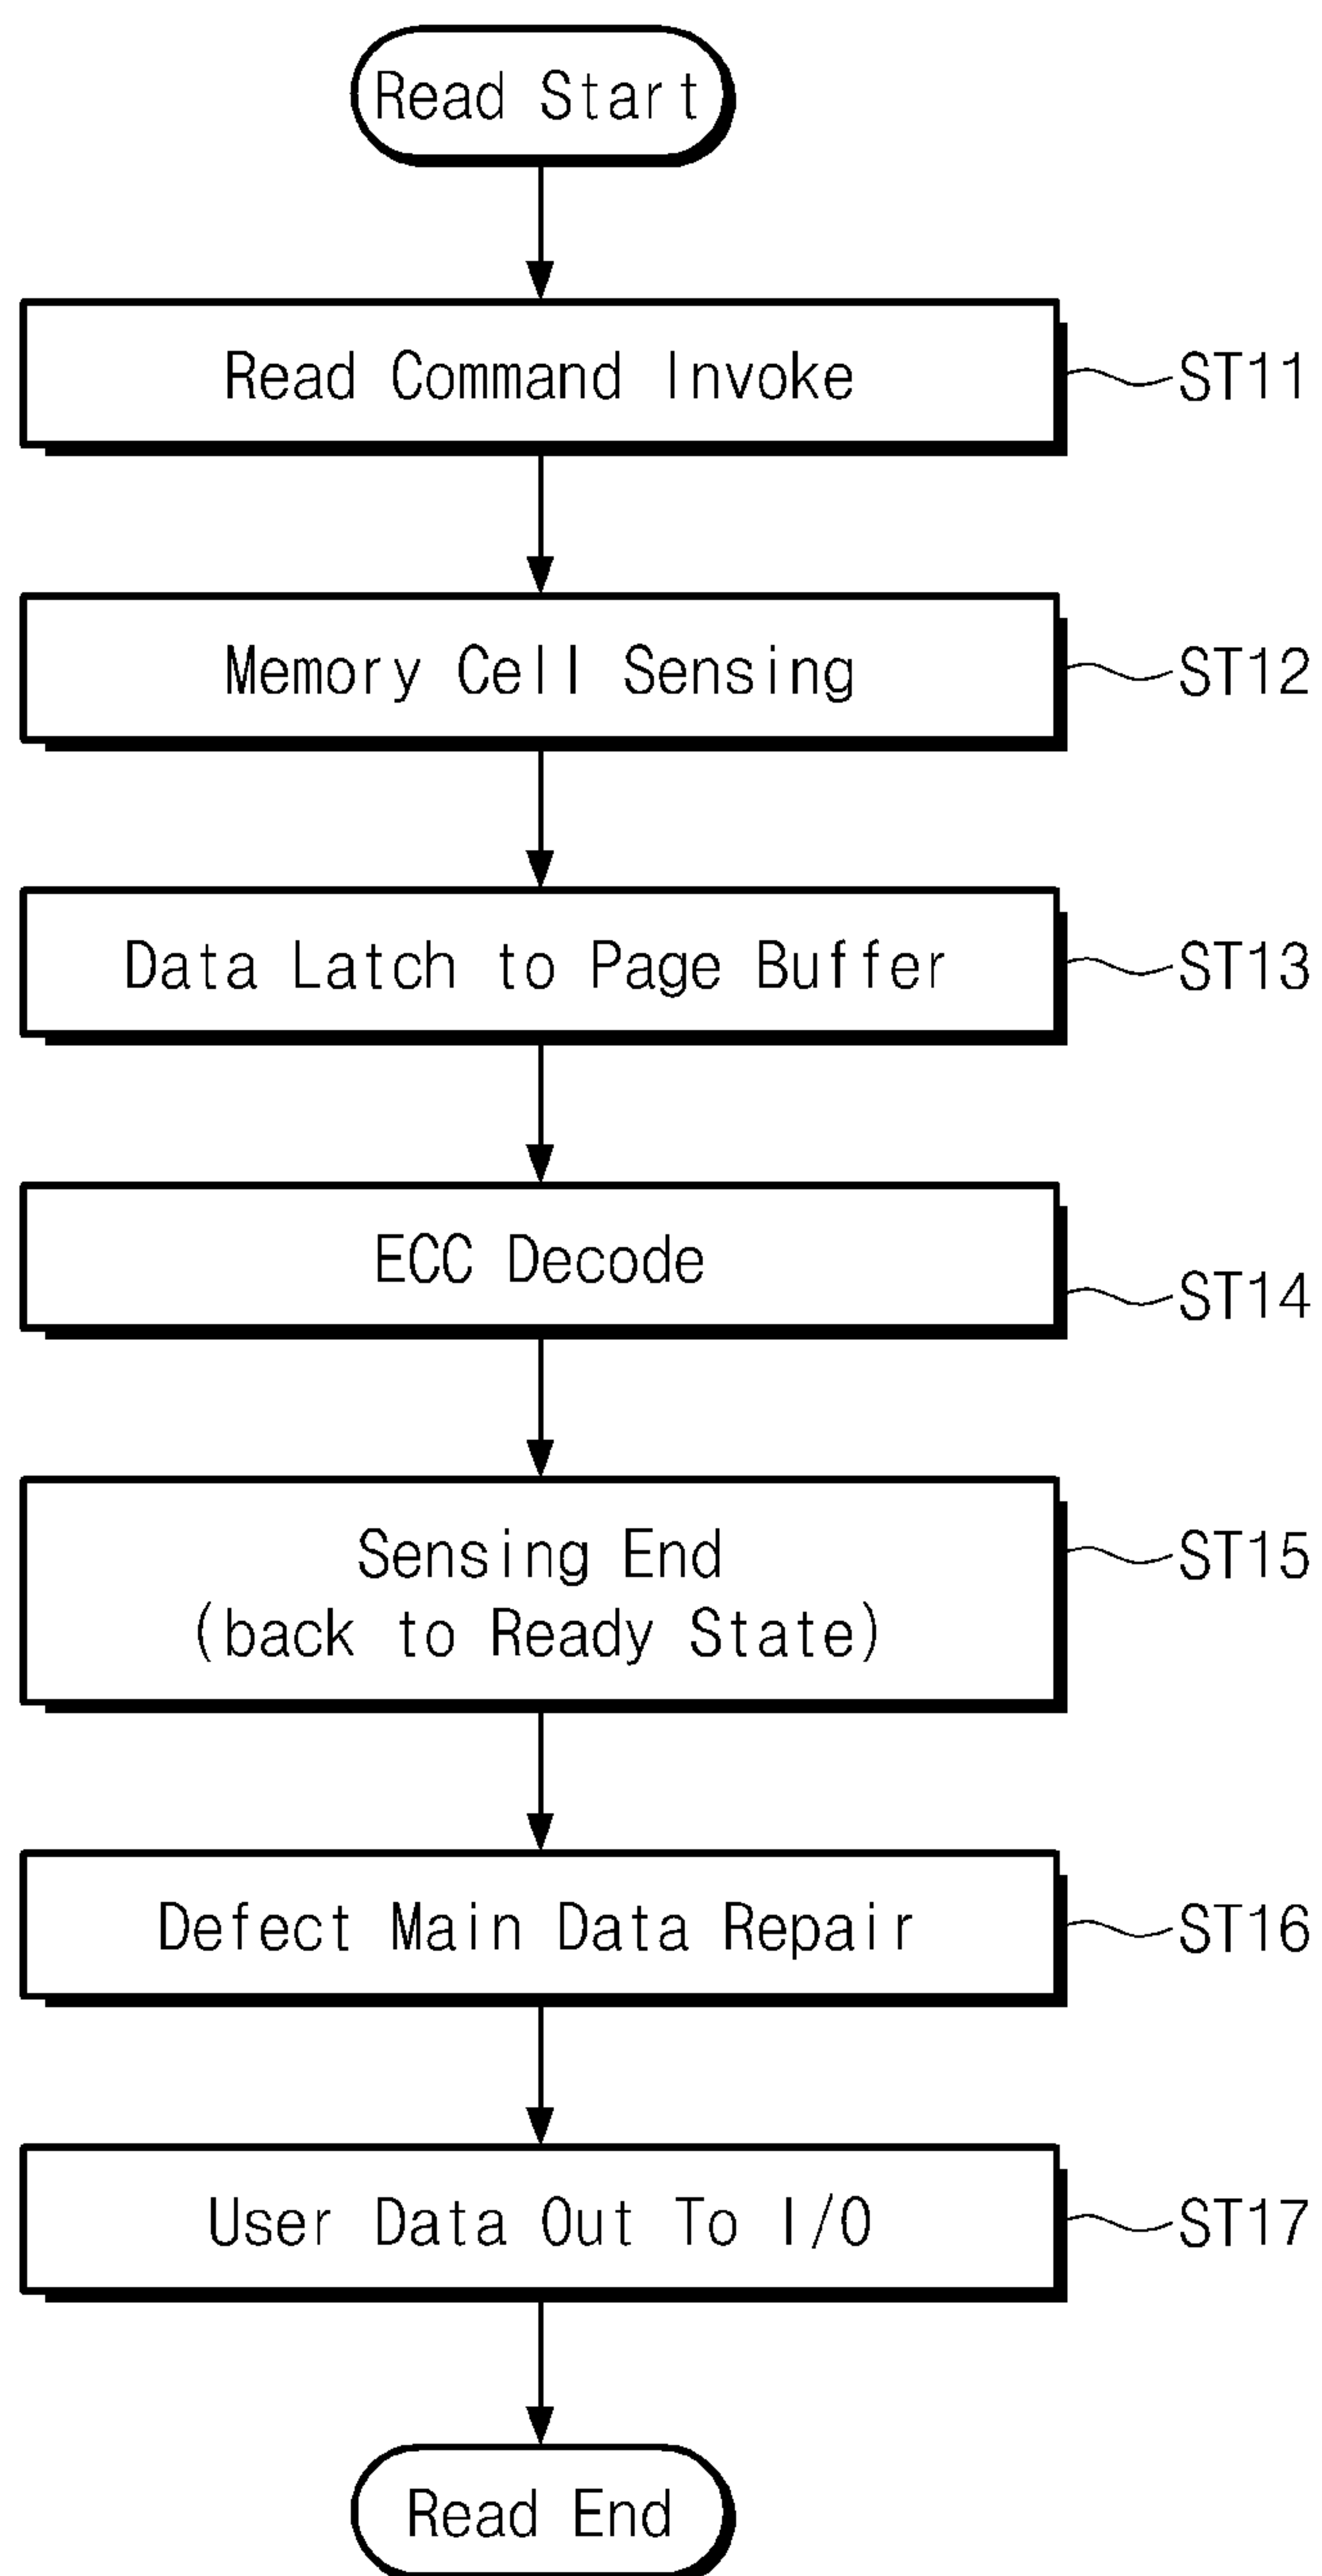 Read Start
Read Command Invoke
ST11
Memory Cell Sensing
ST12
Data Latch to Page Buffer
ST13
ECC Decode
ST14
Sensing End
(back to Ready State)
ST15
Defect Main Data Repair
ST16
User Data Out To I/O
ST17
Read End